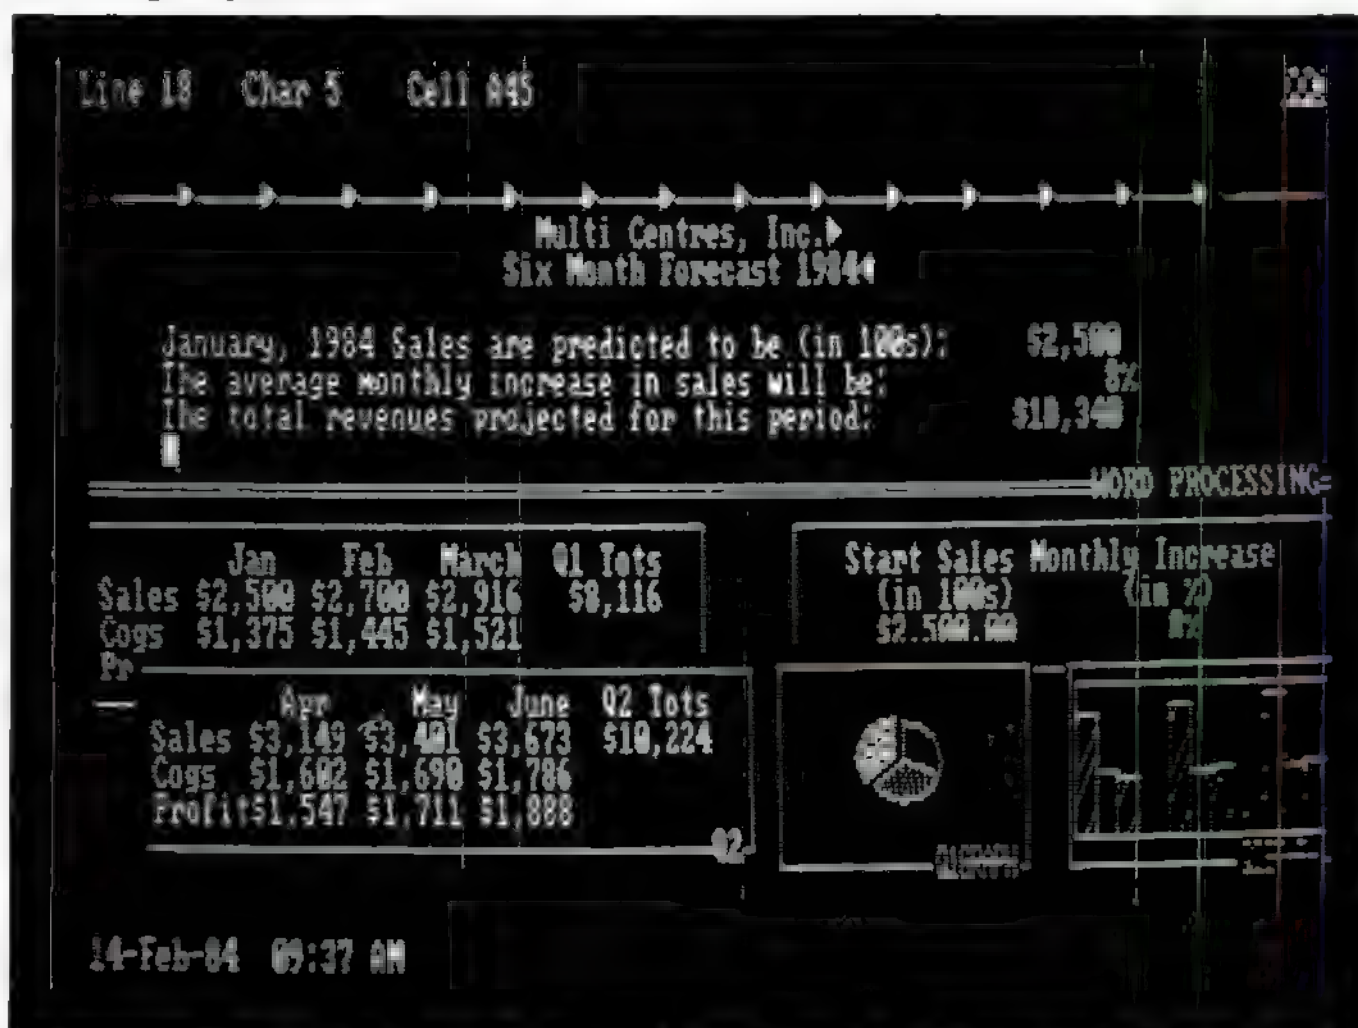 Line 18 Char 5 Cell A45
Multi Centres, Inc.
Six Month Forecast 1984
January, 1984 Sales are predicted to be (in 100s): $2,500
The average monthly increase in sales will be: 8%
The total revenues projected for this period: $18,340
WORD PROCESSING
Jan Feb March Q1 Tots
Sales $2,500 $2,700 $2,916 $8,116
Cogs $1,375 $1,445 $1,521
Pr
Start Sales Monthly Increase
(in 100s) (in %)
$2,500.00 8%
Apr May June Q2 Tots
Sales $3,149 $3,401 $3,673 $10,224
Cogs $1,602 $1,690 $1,786
Profit$1,547 $1,711 $1,888
Q2
14-Feb-84 09:37 AM